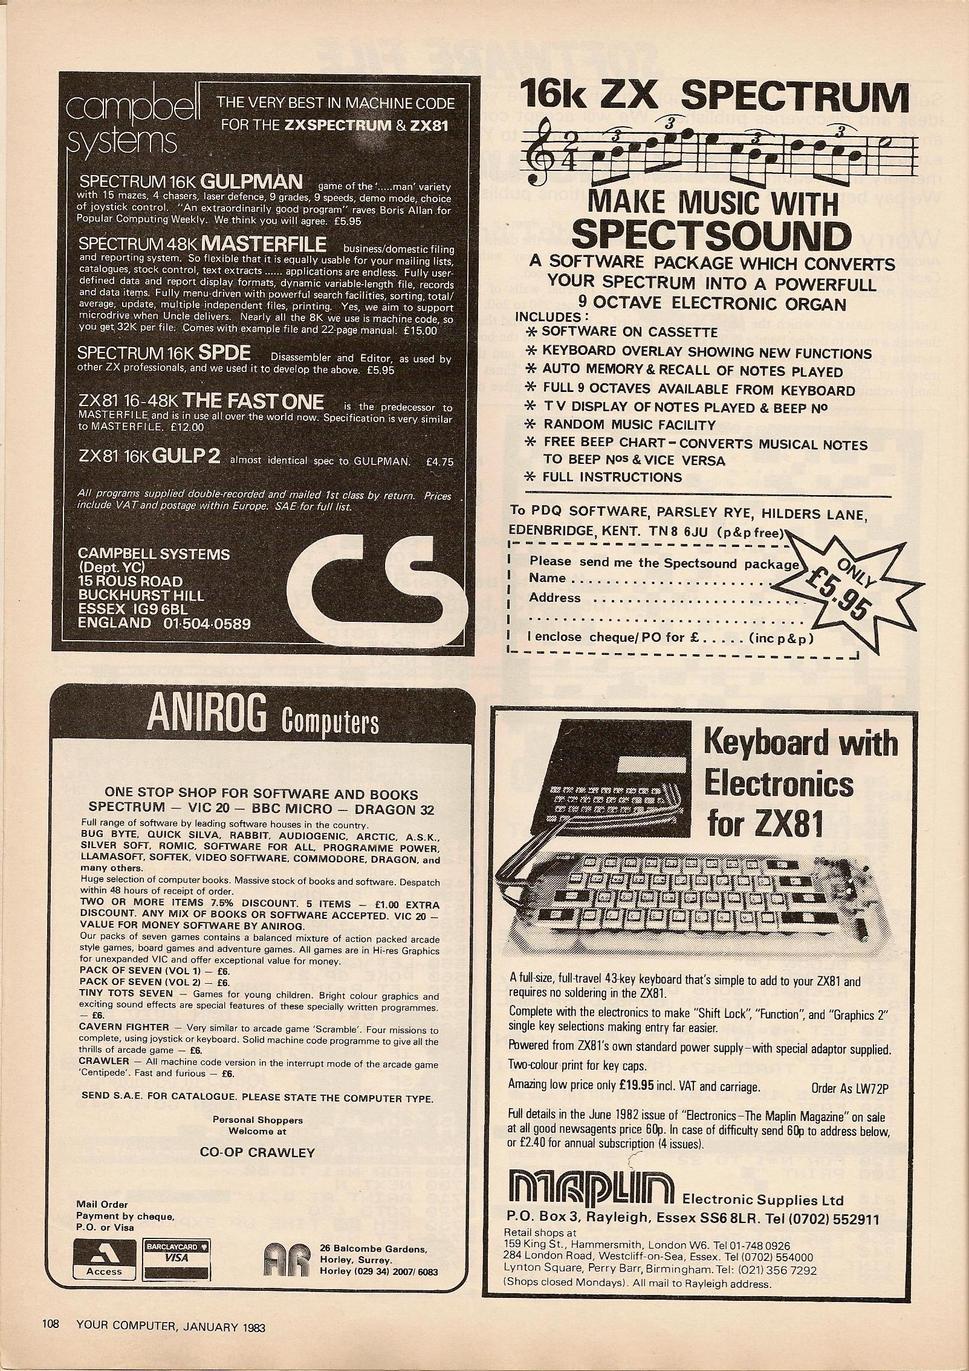 campbell
systems
THE VERY BEST IN MACHINE CODE
FOR THE ZXSPECTRUM & ZX81
SPECTRUM 16K GULPMAN game of the '.....man' variety
with 15 mazes, 4 chasers, laser defence, 9 grades, 9 speeds, demo mode, choice
of joystick control. "An extraordinarily good program" raves Boris Allan for
Popular Computing Weekly. We think you will agree. £5.95
SPECTRUM 48K MASTERFILE business/domestic filing
and reporting system. So flexible that it is equally usable for your mailing lists,
catalogues, stock control, text extracts ...... applications are endless. Fully user-
defined data and report display formats, dynamic variable-length file, records
and data items. Fully menu-driven with powerful search facilities, sorting, total/
average, update, multiple independent files, printing. Yes, we aim to support
microdrive when Uncle delivers. Nearly all the 8K we use is machine code, so
you get 32K per file. Comes with example file and 22-page manual. £15.00
SPECTRUM 16K SPDE Disassembler and Editor, as used by
other ZX professionals, and we used it to develop the above. £5.95
ZX81 16-48K THE FAST ONE is the predecessor to
MASTERFILE and is in use all over the world now. Specification is very similar
to MASTERFILE. £12.00
ZX81 16K GULP 2 almost identical spec to GULPMAN. £4.75
All programs supplied double-recorded and mailed 1st class by return. Prices
include VAT and postage within Europe. SAE for full list.
CAMPBELL SYSTEMS
(Dept. YC)
15 ROUS ROAD
BUCKHURST HILL
ESSEX IG9 6BL
ENGLAND 01-504-0589
CS
16k ZX SPECTRUM
2
4
3
3
3
MAKE MUSIC WITH
SPECTSOUND
A SOFTWARE PACKAGE WHICH CONVERTS
YOUR SPECTRUM INTO A POWERFULL
9 OCTAVE ELECTRONIC ORGAN
INCLUDES:
* SOFTWARE ON CASSETTE
* KEYBOARD OVERLAY SHOWING NEW FUNCTIONS
* AUTO MEMORY & RECALL OF NOTES PLAYED
* FULL 9 OCTAVES AVAILABLE FROM KEYBOARD
* TV DISPLAY OF NOTES PLAYED & BEEP Nº
* RANDOM MUSIC FACILITY
* FREE BEEP CHART – CONVERTS MUSICAL NOTES
TO BEEP Nos & VICE VERSA
* FULL INSTRUCTIONS
To PDQ SOFTWARE, PARSLEY RYE, HILDERS LANE,
EDENBRIDGE, KENT. TN8 6JU (p&p free)
Please send me the Spectsound package
Name . . . . . . . . . . . . . . . . . . . . . . .
Address . . . . . . . . . . . . . . . . . . . . .
. . . . . . . . . . . . . . . . . . . . . . . . . . . .
I enclose cheque/PO for £ . . . . . (inc p&p)
ONLY
£5.95
ANIROG Computers
ONE STOP SHOP FOR SOFTWARE AND BOOKS
SPECTRUM — VIC 20 — BBC MICRO — DRAGON 32
Full range of software by leading software houses in the country.
BUG BYTE, QUICK SILVA, RABBIT, AUDIOGENIC, ARCTIC, A.S.K.,
SILVER SOFT, ROMIC, SOFTWARE FOR ALL, PROGRAMME POWER,
LLAMASOFT, SOFTEK, VIDEO SOFTWARE, COMMODORE, DRAGON, and
many others.
Huge selection of computer books. Massive stock of books and software. Despatch
within 48 hours of receipt of order.
TWO OR MORE ITEMS 7.5% DISCOUNT. 5 ITEMS — £1.00 EXTRA
DISCOUNT. ANY MIX OF BOOKS OR SOFTWARE ACCEPTED. VIC 20 —
VALUE FOR MONEY SOFTWARE BY ANIROG.
Our packs of seven games contains a balanced mixture of action packed arcade
style games, board games and adventure games. All games are in Hi-res Graphics
for unexpanded VIC and offer exceptional value for money.
PACK OF SEVEN (VOL 1) — £6.
PACK OF SEVEN (VOL 2) — £6.
TINY TOTS SEVEN — Games for young children. Bright colour graphics and
exciting sound effects are special features of these specially written programmes.
— £6.
CAVERN FIGHTER — Very similar to arcade game 'Scramble'. Four missions to
complete, using joystick or keyboard. Solid machine code programme to give all the
thrills of arcade game — £6.
CRAWLER — All machine code version in the interrupt mode of the arcade game
'Centipede'. Fast and furious — £6.
SEND S.A.E. FOR CATALOGUE. PLEASE STATE THE COMPUTER TYPE.
Personal Shoppers
Welcome at
CO-OP CRAWLEY
Mail Order
Payment by cheque,
P.O. or Visa
Access
BARCLAYCARD
VISA
AR
26 Balcombe Gardens,
Horley, Surrey.
Horley (029 34) 2007/6083
Keyboard with
Electronics
for ZX81
A full-size, full-travel 43-key keyboard that's simple to add to your ZX81 and
requires no soldering in the ZX81.
Complete with the electronics to make "Shift Lock", "Function", and "Graphics 2"
single key selections making entry far easier.
Powered from ZX81's own standard power supply–with special adaptor supplied.
Two-colour print for key caps.
Amazing low price only £19.95 incl. VAT and carriage. Order As LW72P
Full details in the June 1982 issue of "Electronics–The Maplin Magazine" on sale
at all good newsagents price 60p. In case of difficulty send 60p to address below,
or £2.40 for annual subscription (4 issues).
MAPLIN Electronic Supplies Ltd
P.O. Box 3, Rayleigh, Essex SS6 8LR. Tel (0702) 552911
Retail shops at
159 King St., Hammersmith, London W6. Tel 01-748 0926
284 London Road, Westcliff-on-Sea, Essex. Tel (0702) 554000
Lynton Square, Perry Barr, Birmingham. Tel: (021) 356 7292
(Shops closed Mondays). All mail to Rayleigh address.
108 YOUR COMPUTER, JANUARY 1983